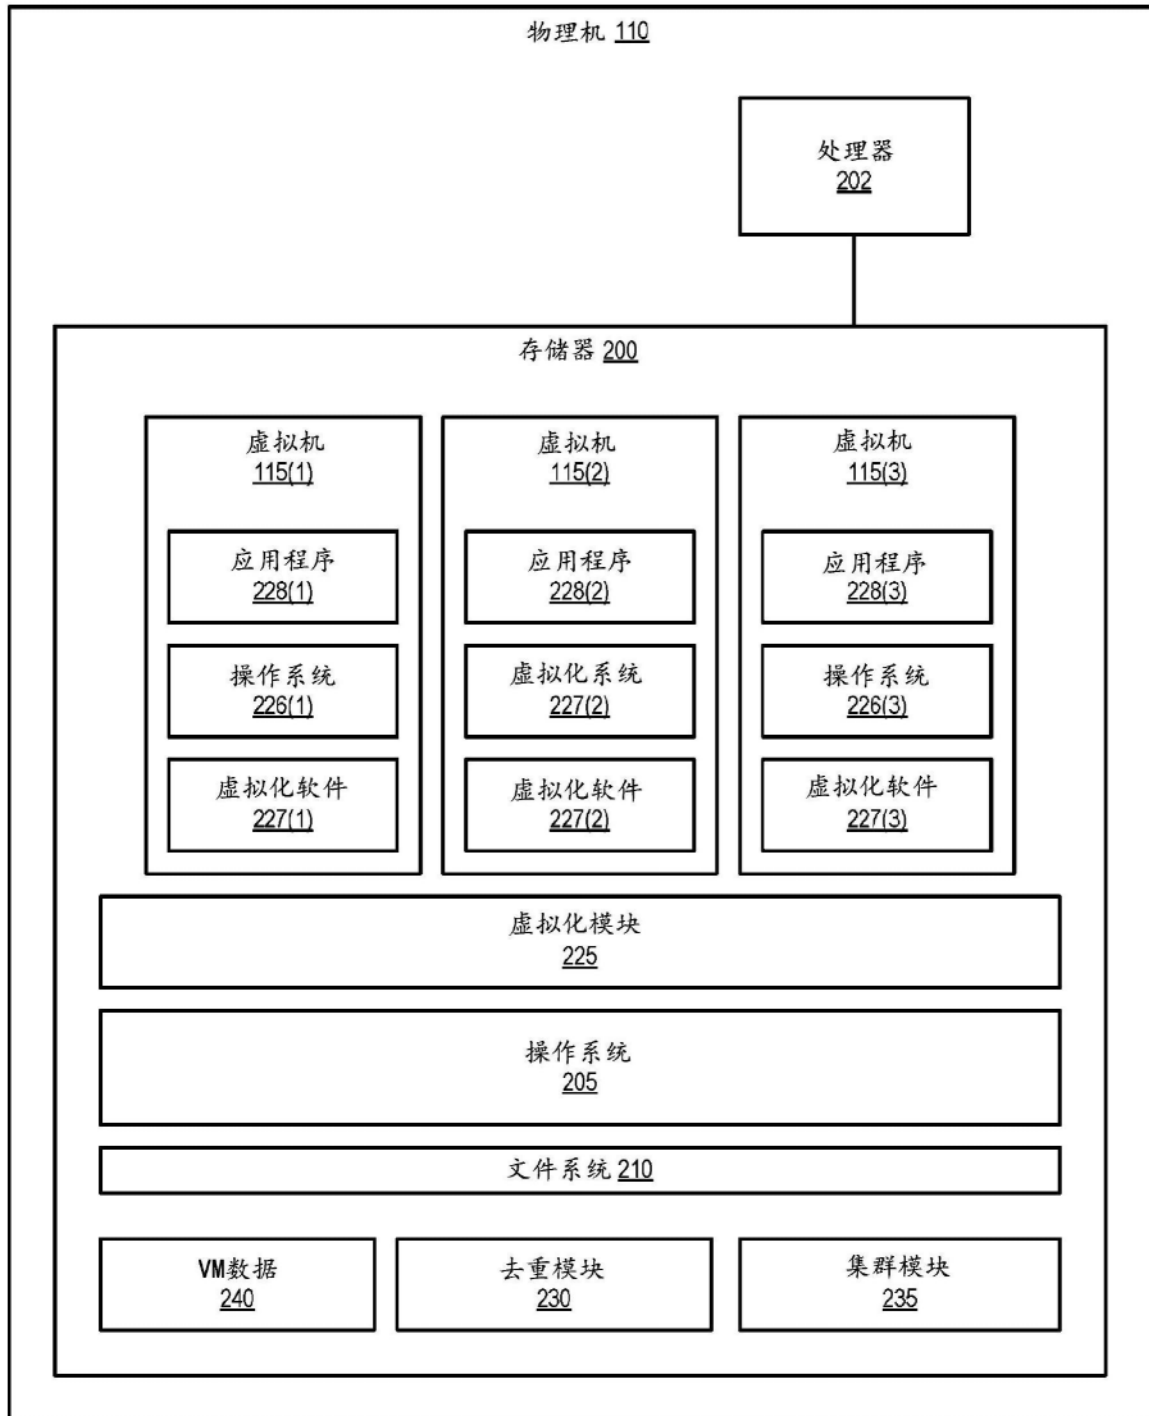 物理机 110
处理器
202
存储器 200
虚拟机
115(1)
应用程序
228(1)
操作系统
226(1)
虚拟化软件
227(1)
虚拟机
115(2)
应用程序
228(2)
虚拟化系统
227(2)
虚拟化软件
227(2)
虚拟机
115(3)
应用程序
228(3)
操作系统
226(3)
虚拟化软件
227(3)
虚拟化模块
225
操作系统
205
文件系统 210
VM数据
240
去重模块
230
集群模块
235